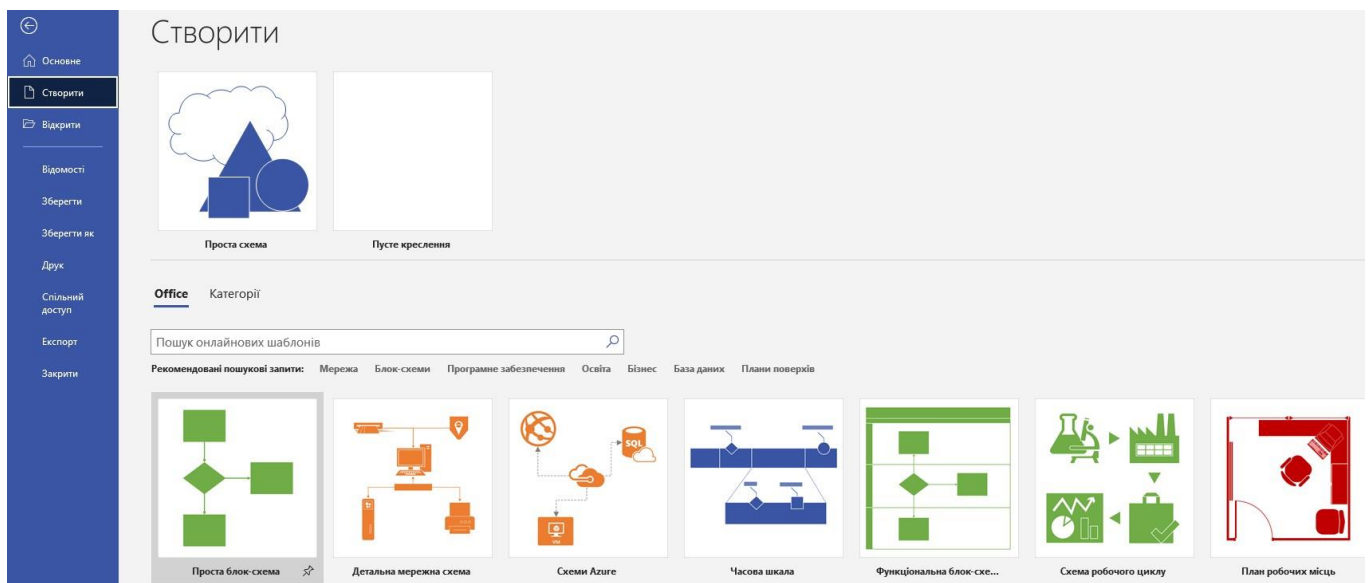 Створити
Основне
Створити
Відкрити
Відомості
Зберегти
Зберегти як
Друк
Спільний
доступ
Експорт
Закрити
Проста схема
Пусте креслення
Office Категорії
Пошук онлайнових шаблонів
Рекомендовані пошукові запити: Мережа Блок-схеми Програмне забезпечення Освіта Бізнес База даних Плани поверхів
SQL
VM
Проста блок-схема
Детальна мережна схема
Схеми Azure
Часова шкала
Функціональна блок-схе...
Схема робочого циклу
План робочих місць